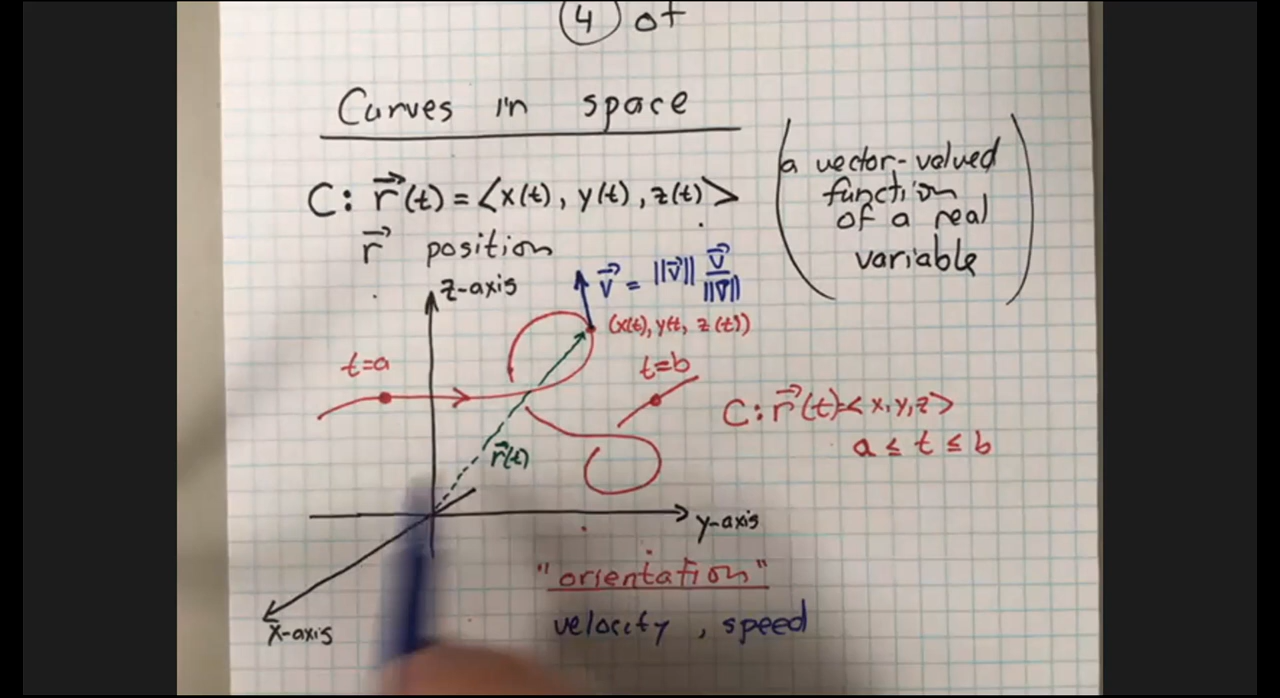 ④ of
Curves in space
C: r⃗(t) = <x(t), y(t), z(t)>
(a vector-valued
function
of a real
variable)
r⃗ position
z-axis
v⃗ = ||v⃗|| v⃗/||v⃗||
(x(t), y(t, z(t))
t=a
t=b
C: r⃗(t)=<x,y,z>
a ≤ t ≤ b
r⃗(t)
y-axis
"orientation"
x-axis
velocity, speed